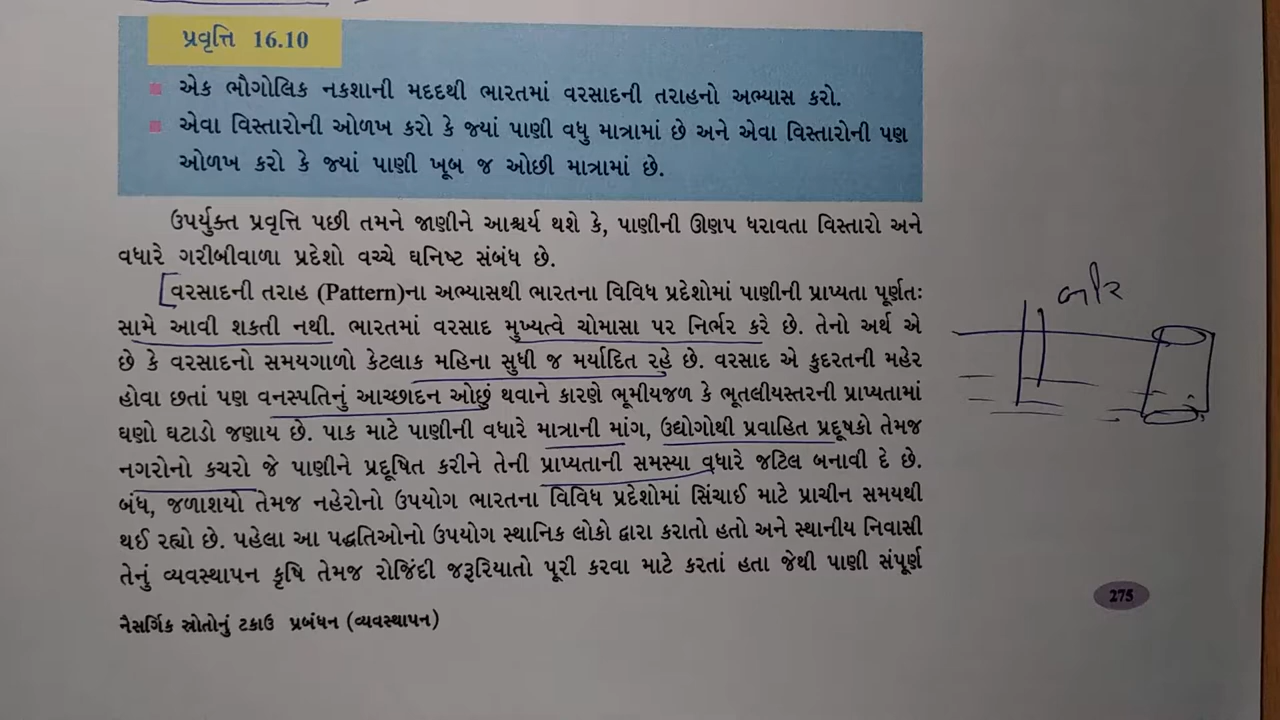 પ્રવૃત્તિ 16.10
એક ભૌગોલિક નકશાની મદદથી ભારતમાં વરસાદની તરાહનો અભ્યાસ કરો.
એવા વિસ્તારોની ઓળખ કરો કે જ્યાં પાણી વધુ માત્રામાં છે અને એવા વિસ્તારોની પણ
ઓળખ કરો કે જ્યાં પાણી ખૂબ જ ઓછી માત્રામાં છે.
ઉપર્યુક્ત પ્રવૃત્તિ પછી તમને જાણીને આશ્ચર્ય થશે કે, પાણીની ઊણપ ધરાવતા વિસ્તારો અને
વધારે ગરીબીવાળા પ્રદેશો વચ્ચે ઘનિષ્ટ સંબંધ છે.
વરસાદની તરાહ (Pattern)ના અભ્યાસથી ભારતના વિવિધ પ્રદેશોમાં પાણીની પ્રાપ્યતા પૂર્ણતઃ
સામે આવી શકતી નથી. ભારતમાં વરસાદ મુખ્યત્વે ચોમાસા પર નિર્ભર કરે છે. તેનો અર્થ એ
છે કે વરસાદનો સમયગાળો કેટલાક મહિના સુધી જ મર્યાદિત રહે છે. વરસાદ એ કુદરતની મહેર
હોવા છતાં પણ વનસ્પતિનું આચ્છાદન ઓછું થવાને કારણે ભૂમીયજળ કે ભૂતલીયસ્તરની પ્રાપ્યતામાં
ઘણો ઘટાડો જણાય છે. પાક માટે પાણીની વધારે માત્રાની માંગ, ઉદ્યોગોથી પ્રવાહિત પ્રદૂષકો તેમજ
નગરોનો કચરો જે પાણીને પ્રદૂષિત કરીને તેની પ્રાપ્યતાની સમસ્યા વધારે જટિલ બનાવી દે છે.
બંધ, જળાશયો તેમજ નહેરોનો ઉપયોગ ભારતના વિવિધ પ્રદેશોમાં સિંચાઈ માટે પ્રાચીન સમયથી
થઈ રહ્યો છે. પહેલા આ પદ્ધતિઓનો ઉપયોગ સ્થાનિક લોકો દ્વારા કરાતો હતો અને સ્થાનીય નિવાસી
તેનું વ્યવસ્થાપન કૃષિ તેમજ રોજિંદી જરૂરિયાતો પૂરી કરવા માટે કરતાં હતા જેથી પાણી સંપૂર્ણ
નૈસર્ગિક સ્રોતોનું ટકાઉ પ્રબંધન (વ્યવસ્થાપન)
275